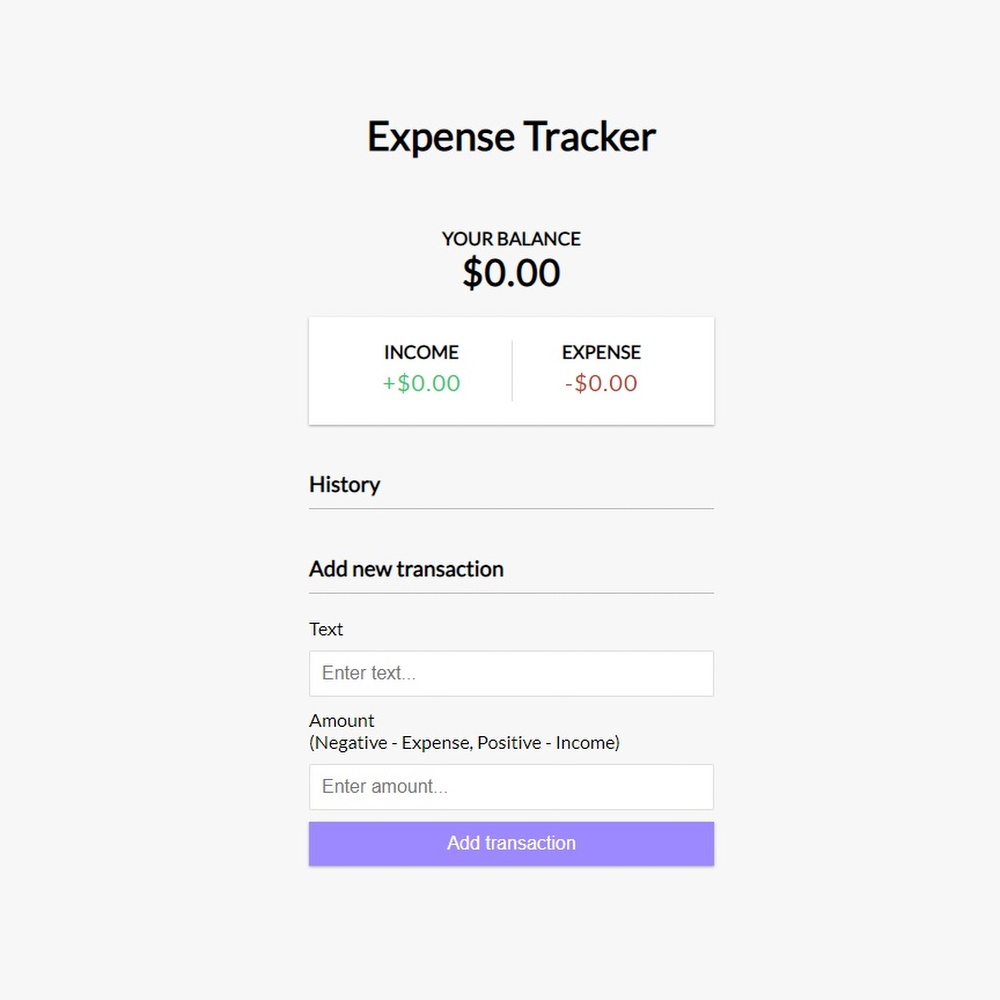 Expense Tracker
YOUR BALANCE
$0.00
INCOME
EXPENSE
+$0.00
-$0.00
History
Add new transaction
Text
Enter text...
Amount
(Negative - Expense, Positive - Income)
Enter amount...
Add transaction